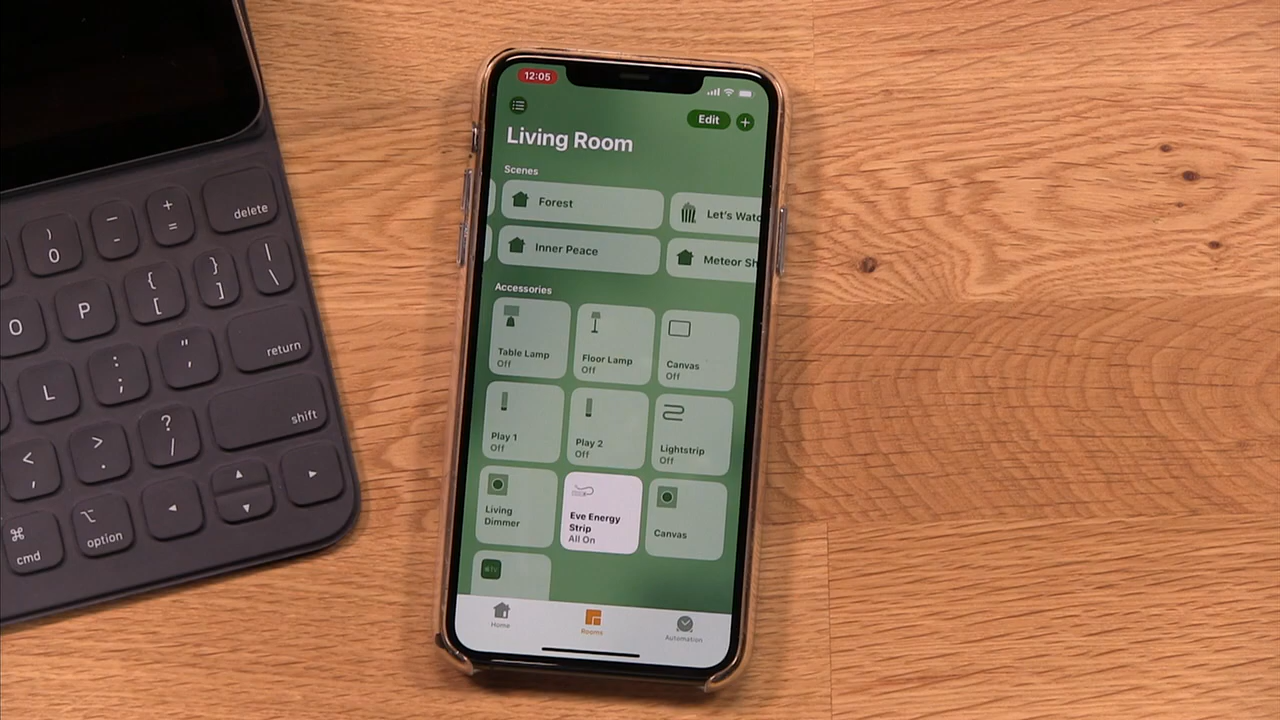 ) 0
_ -
+ =
delete
O
P
{ [
} ]
| \
L
: ;
" '
return
< ,
> .
? /
shift
⌘ cmd
⌥ option
◄
▲
▼
►
12:05
Edit +
Living Room
Scenes
Forest
Let's Watc
Inner Peace
Meteor Sh
Accessories
Table Lamp
Off
Floor Lamp
Off
Canvas
Off
Play 1
Off
Play 2
Off
Lightstrip
Off
Living
Dimmer
Eve Energy
Strip
All On
Canvas
tv
Home
Rooms
Automation